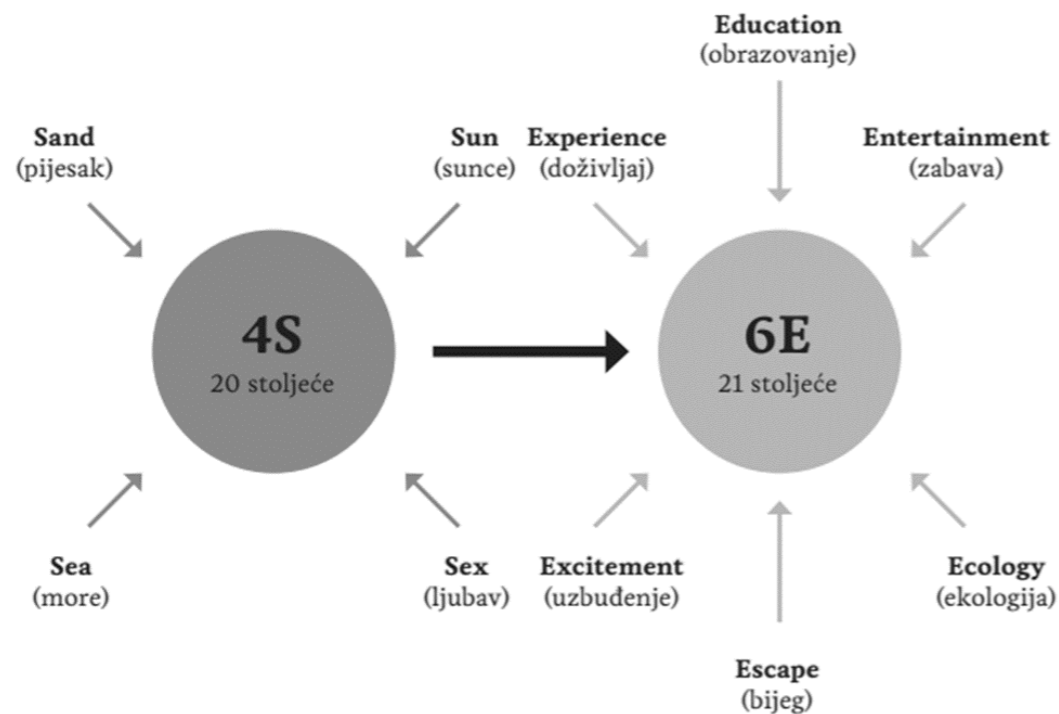 Education
(obrazovanje)
Sand
(pijesak)
Sun
(sunce)
Experience
(doživljaj)
Entertainment
(zabava)
4S
20 stoljeće
6E
21 stoljeće
Sea
(more)
Sex
(ljubav)
Excitement
(uzbuđenje)
Ecology
(ekologija)
Escape
(bijeg)